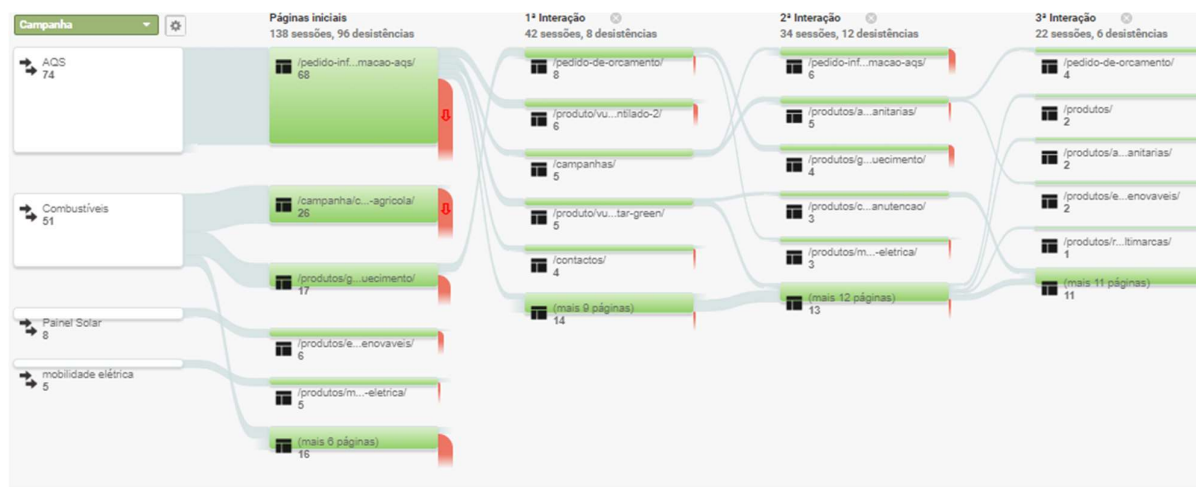 Campanha
AQS
74
Combustíveis
51
Painel Solar
8
mobilidade elétrica
5
Páginas iniciais
138 sessões, 96 desistências
/pedido-inf...macao-aqs/
68
/campanha/c...-agricola/
26
/produtos/g...uecimento/
17
/produtos/e...enovaveis/
6
/produtos/m...-eletrica/
5
(mais 6 páginas)
16
1ª Interação
42 sessões, 8 desistências
/pedido-de-orcamento/
8
/produto/vu...ntilado-2/
6
/campanhas/
5
/produto/vu...tar-green/
5
/contactos/
4
(mais 9 páginas)
14
2ª Interação
34 sessões, 12 desistências
/pedido-inf...macao-aqs/
6
/produtos/a...anitarias/
5
/produtos/g...uecimento/
4
/produtos/c...anutencao/
3
/produtos/m...-eletrica/
3
(mais 12 páginas)
13
3ª Interação
22 sessões, 6 desistências
/pedido-de-orcamento/
4
/produtos/
2
/produtos/a...anitarias/
2
/produtos/e...enovaveis/
2
/produtos/r...ltimarcas/
1
(mais 11 páginas)
11